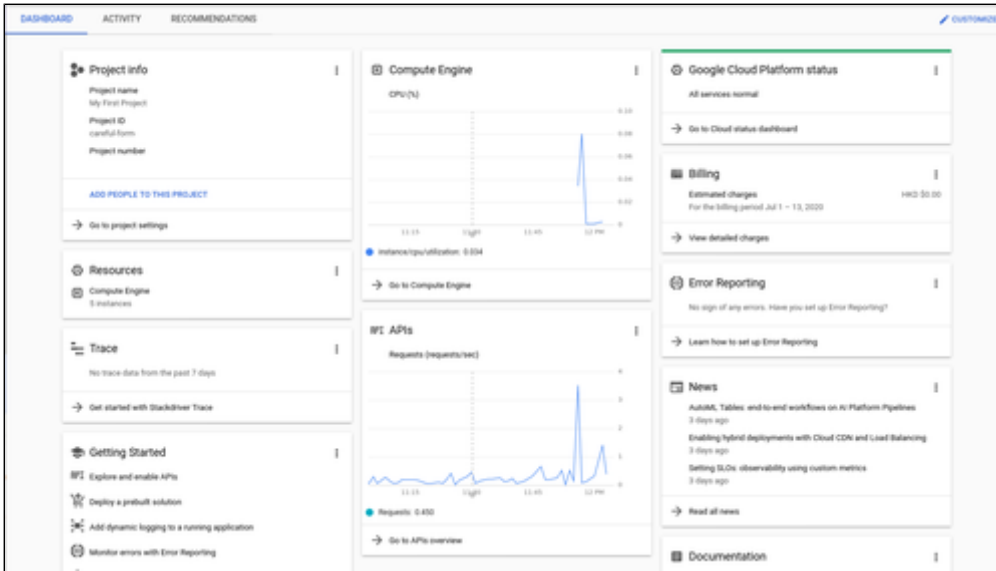 DASHBOARD
ACTIVITY
RECOMMENDATIONS
CUSTOMIZE
Project info
Project name
My First Project
Project ID
careful-form
Project number
ADD PEOPLE TO THIS PROJECT
Go to project settings
Resources
Compute Engine
5 instances
Trace
No trace data from the past 7 days
Get started with Stackdriver Trace
Getting Started
API Explore and enable APIs
Deploy a prebuilt solution
Add dynamic logging to a running application
Monitor errors with Error Reporting
Compute Engine
CPU (%)
0.10
0.08
0.06
0.04
0.02
0
11:15
11:30
11:45
12 PM
instance/cpu/utilization: 0.034
Go to Compute Engine
API APIs
Requests (requests/sec)
4
3
2
1
0
11:15
11:30
11:45
12 PM
Requests: 0.450
Go to APIs overview
Google Cloud Platform status
All services normal
Go to Cloud status dashboard
Billing
Estimated charges HKD $0.00
For the billing period Jul 1 – 13, 2020
View detailed charges
Error Reporting
No sign of any errors. Have you set up Error Reporting?
Learn how to set up Error Reporting
News
AutoML Tables: end-to-end workflows on AI Platform Pipelines
3 days ago
Enabling hybrid deployments with Cloud CDN and Load Balancing
3 days ago
Setting SLOs: observability using custom metrics
3 days ago
Read all news
Documentation